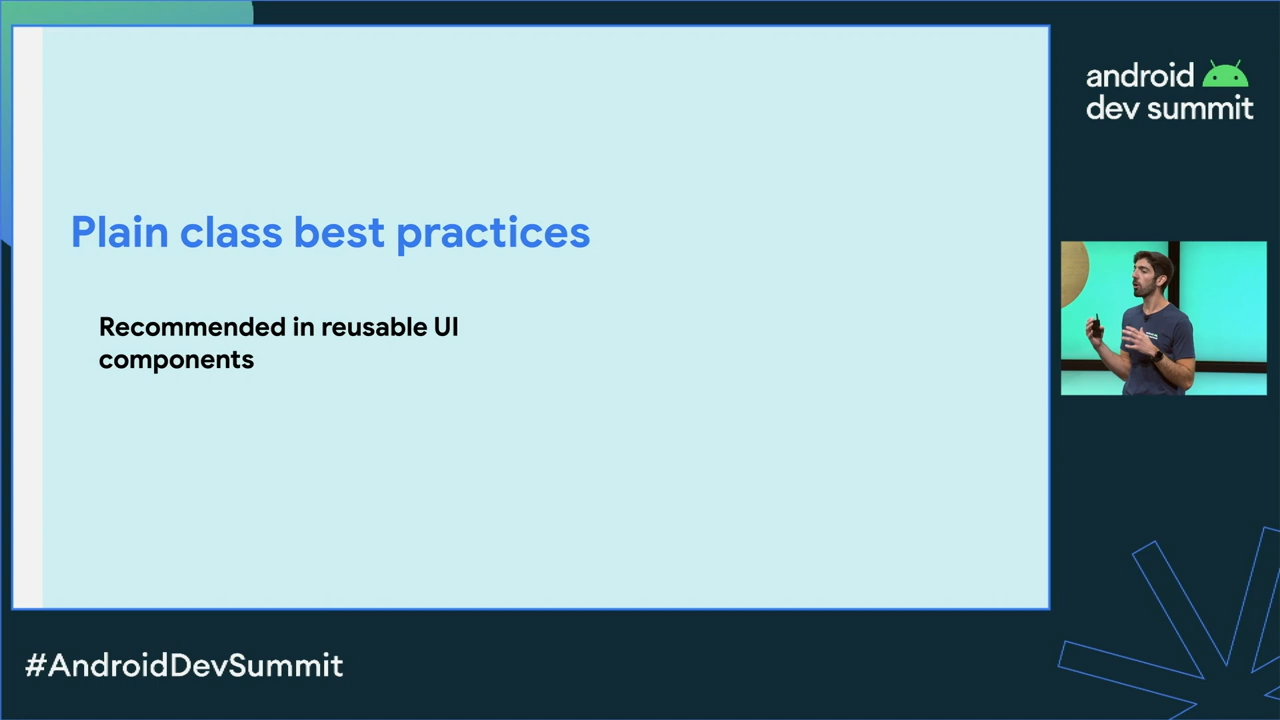 Plain class best practices
Recommended in reusable UI
components
android
dev summit
#AndroidDevSummit